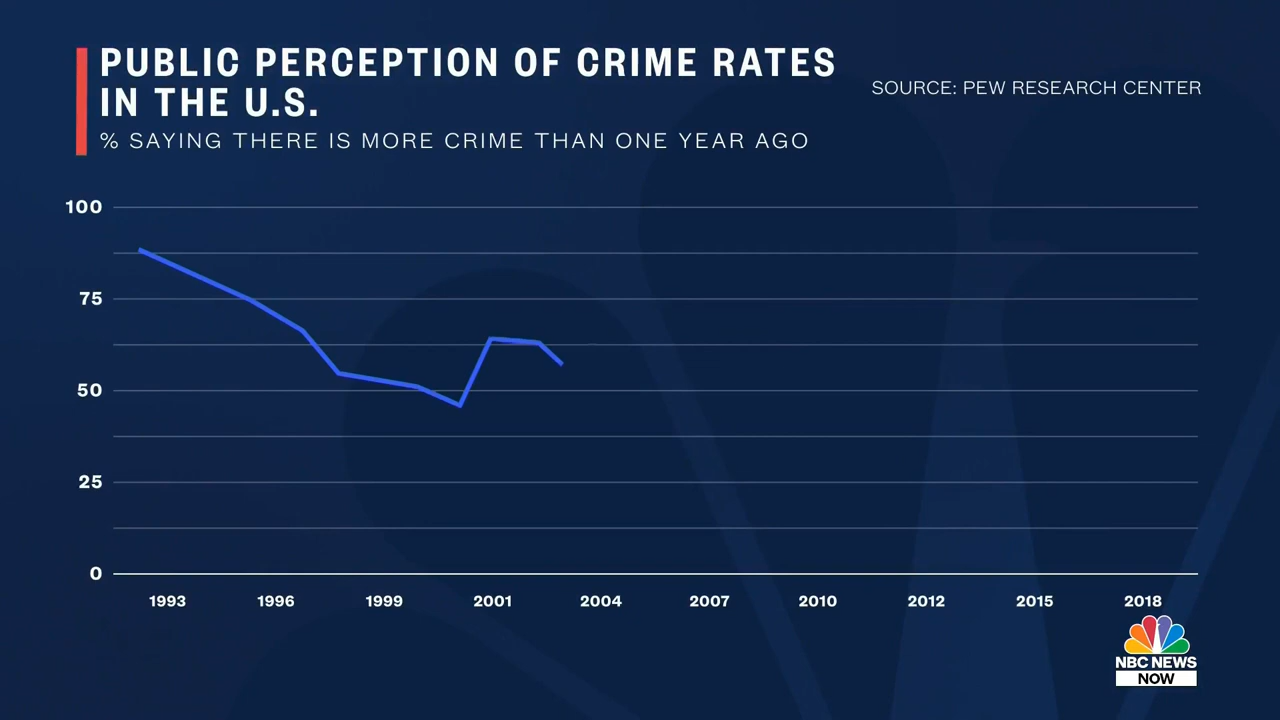 PUBLIC PERCEPTION OF CRIME RATES
IN THE U.S.
% SAYING THERE IS MORE CRIME THAN ONE YEAR AGO
SOURCE: PEW RESEARCH CENTER
100
75
50
25
0
1993 1996 1999 2001 2004 2007 2010 2012 2015 2018
NBC NEWS
NOW